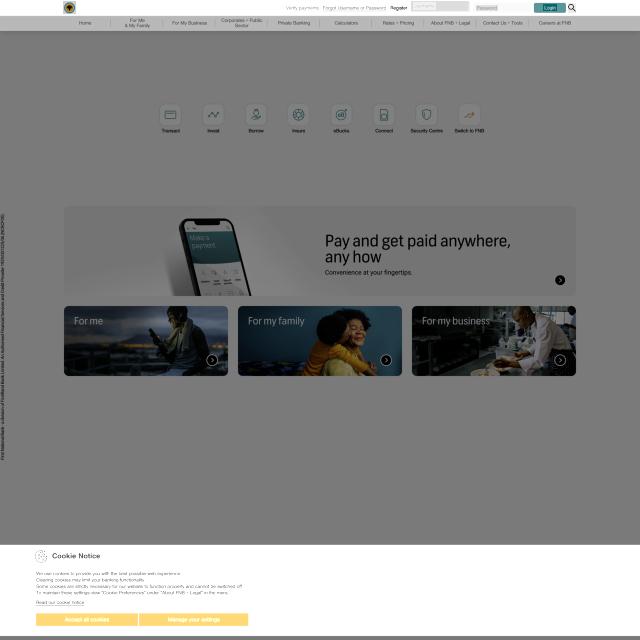 Verify payments
Forgot Username or Password
Register
Password
Login
Home
For Me
& My Family
For My Business
Corporates + Public
Sector
Private Banking
Calculators
Rates + Pricing
About FNB + Legal
Contact Us + Tools
Careers at FNB
Transact
Invest
Borrow
Insure
eBucks
Connect
Security Centre
Switch to FNB
Make a
payment
Pay and get paid anywhere,
any how
Convenience at your fingertips.
For me
For my family
For my business
First National Bank - a division of FirstRand Bank Limited. An Authorised Financial Services and Credit Provider
Cookie Notice
We use cookies to provide you with the best possible web experience.
Clearing cookies may limit your banking functionality.
Some cookies are strictly necessary for our website to function properly and cannot be switched off.
To maintain these settings view "Cookie Preferences" under "About FNB + Legal" in the menu.
Read our cookie notice
Accept all cookies
Manage your settings